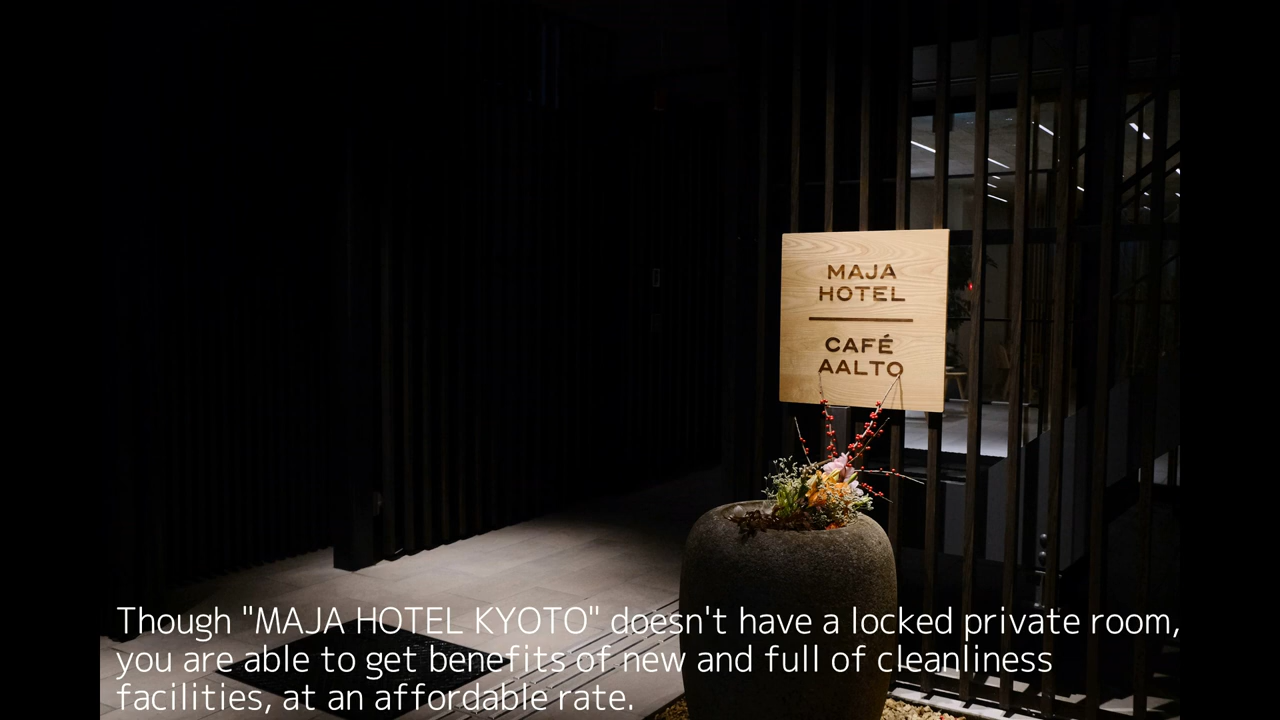 MAJA
HOTEL
CAFÉ
AALTO
Though "MAJA HOTEL KYOTO" doesn't have a locked private room,
you are able to get benefits of new and full of cleanliness
facilities, at an affordable rate.